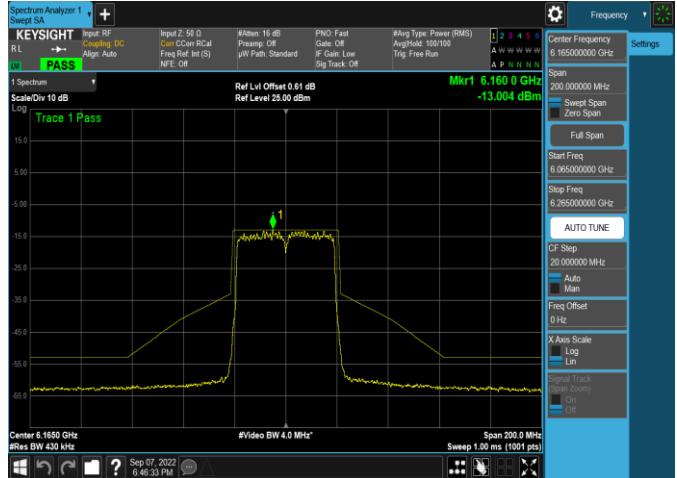 Spectrum Analyzer 1
Swept SA
Frequency
KEYSIGHT
RL
PASS
Input: RF
Coupling: DC
Align: Auto
Input Z: 50 Ω
Corr CCorr RCal
Freq Ref: Int (S)
NFE: Off
#Atten: 16 dB
Preamp: Off
µW Path: Standard
PNO: Fast
Gate: Off
IF Gain: Low
Sig Track: Off
#Avg Type: Power (RMS)
Avg|Hold: 100/100
Trig: Free Run
1 2 3 4 5 6
A W W W W W
A P N N N N
1 Spectrum
Scale/Div 10 dB
Ref Lvl Offset 0.61 dB
Ref Level 25.00 dBm
Mkr1 6.160 0 GHz
-13.004 dBm
Log
Trace 1 Pass
15.0
5.00
-5.00
-15.0
-25.0
-35.0
-45.0
-55.0
-65.0
1
Center 6.1650 GHz
#Res BW 430 kHz
#Video BW 4.0 MHz*
Span 200.0 MHz
Sweep 1.00 ms (1001 pts)
Center Frequency
6.165000000 GHz
Settings
Span
200.000000 MHz
Swept Span
Zero Span
Full Span
Start Freq
6.065000000 GHz
Stop Freq
6.265000000 GHz
AUTO TUNE
CF Step
20.000000 MHz
Auto
Man
Freq Offset
0 Hz
X Axis Scale
Log
Lin
Signal Track
(Span Zoom)
On
Off
Sep 07, 2022
6:46:33 PM